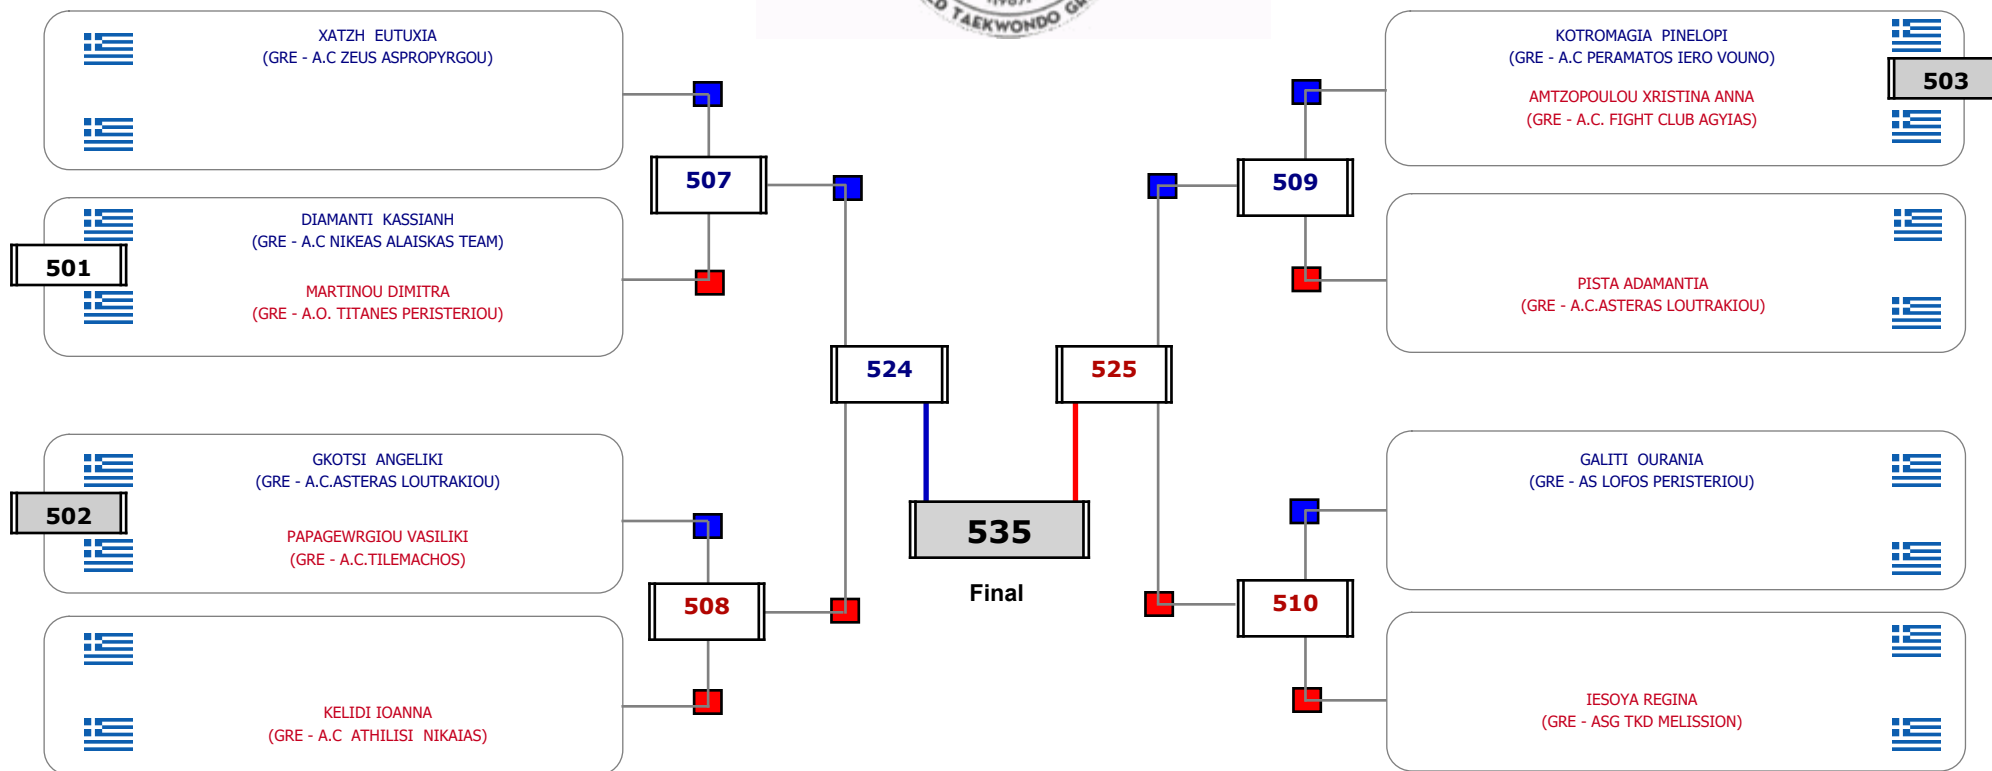 TAEKWONDO
XATZH EUTUXIA
(GRE - A.C ZEUS ASPROPYRGOU)
501
DIAMANTI KASSIANH
(GRE - A.C NIKEAS ALAISKAS TEAM)
MARTINOU DIMITRA
(GRE - A.O. TITANES PERISTERIOU)
502
GKOTSI ANGELIKI
(GRE - A.C.ASTERAS LOUTRAKIOU)
PAPAGEWRGIOU VASILIKI
(GRE - A.C.TILEMACHOS)
KELIDI IOANNA
(GRE - A.C ATHILISI NIKAIAS)
507
508
524
535
Final
525
509
510
KOTROMAGIA PINELOPI
(GRE - A.C PERAMATOS IERO VOUNO)
503
AMTZOPOULOU XRISTINA ANNA
(GRE - A.C. FIGHT CLUB AGYIAS)
PISTA ADAMANTIA
(GRE - A.C.ASTERAS LOUTRAKIOU)
GALITI OURANIA
(GRE - AS LOFOS PERISTERIOU)
IESOYA REGINA
(GRE - ASG TKD MELISSION)